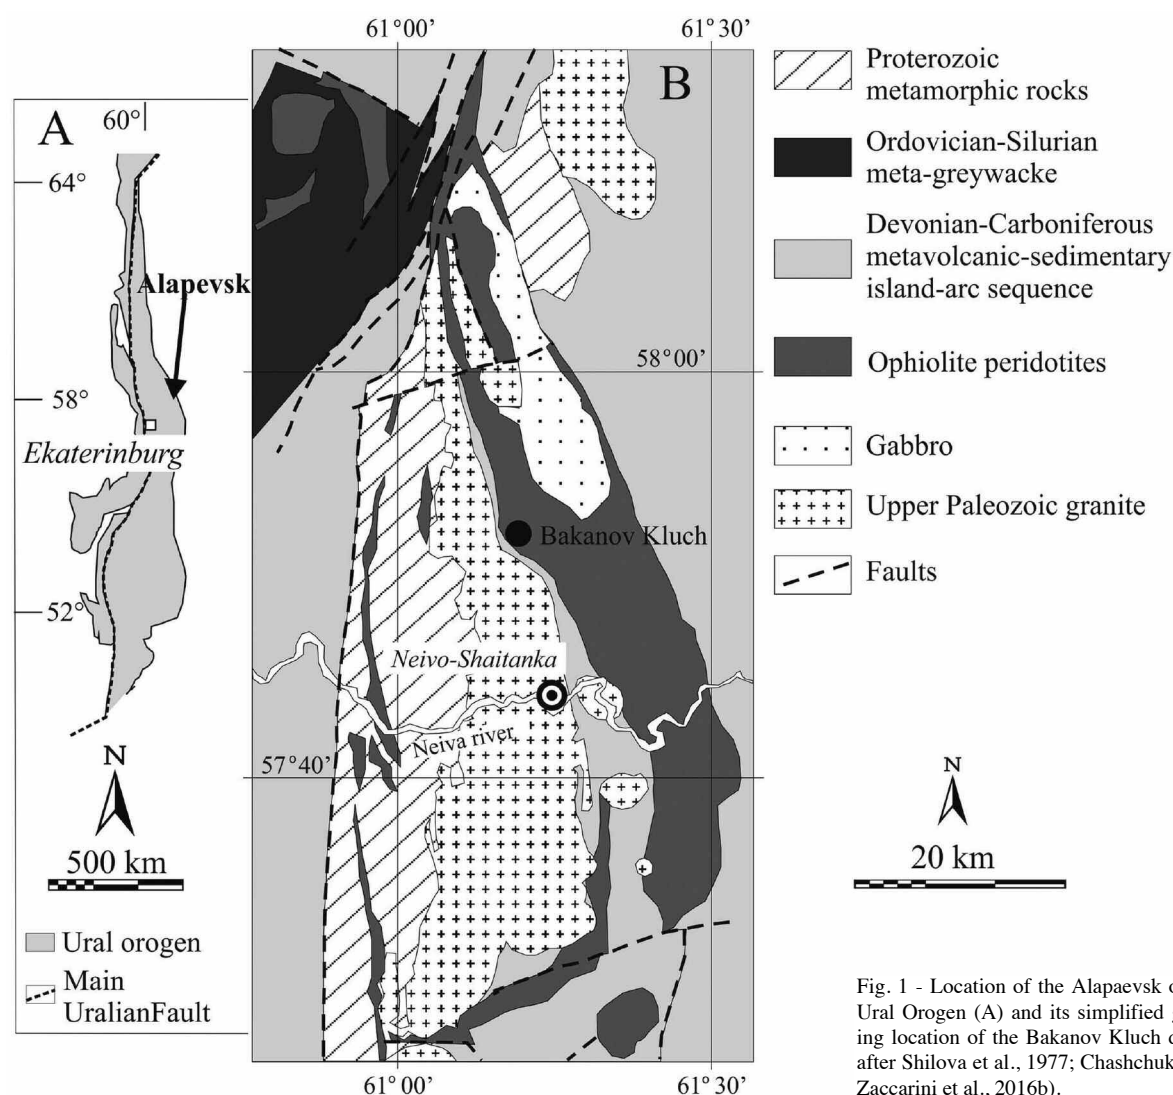 A
60°
64°
Alapevsk
58°
Ekaterinburg
52°
N
500 km
Ural orogen
Main
UralianFault
61°00’
61°30’
B
58°00’
Bakanov Kluch
Neivo-Shaitanka
Neiva river
57°40’
61°00’
61°30’
Proterozoic
metamorphic rocks
Ordovician-Silurian
meta-greywacke
Devonian-Carboniferous
metavolcanic-sedimentary
island-arc sequence
Ophiolite peridotites
Gabbro
Upper Paleozoic granite
Faults
N
20 km
Fig. 1 - Location of the Alapaevsk
Ural Orogen (A) and its simplified
ing location of the Bakanov Kluch
after Shilova et al., 1977; Chashchuk
Zaccarini et al., 2016b).